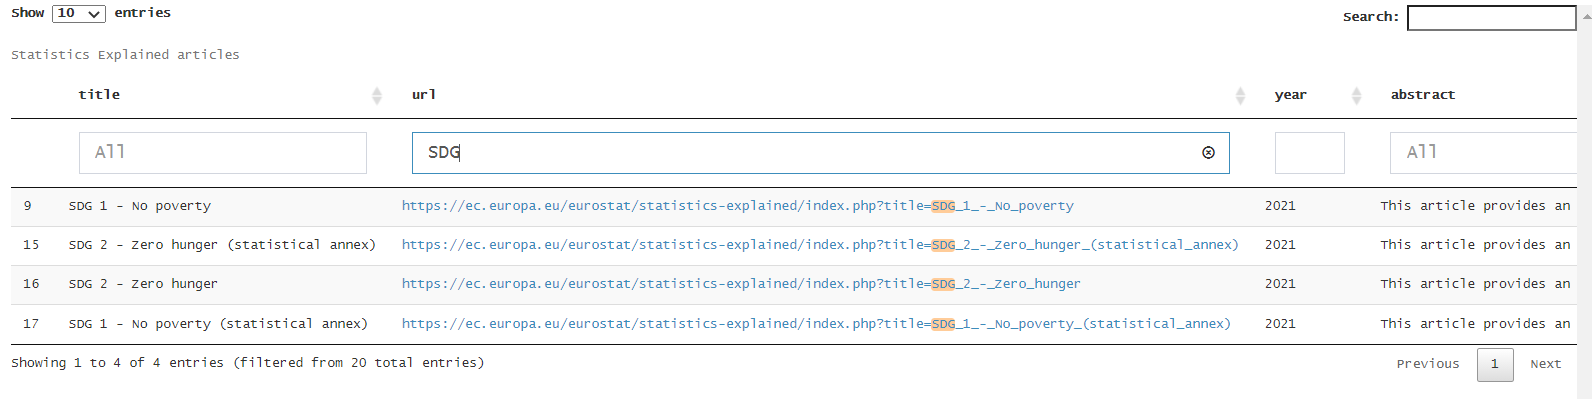 Show 10 entries Search:
Statistics Explained articles
title url year abstract
All SDG All
9 SDG 1 - No poverty https://ec.europa.eu/eurostat/statistics-explained/index.php?title=SDG_1_-_No_poverty 2021 This article provides an
15 SDG 2 - Zero hunger (statistical annex) https://ec.europa.eu/eurostat/statistics-explained/index.php?title=SDG_2_-_Zero_hunger_(statistical_annex) 2021 This article provides an
16 SDG 2 - Zero hunger https://ec.europa.eu/eurostat/statistics-explained/index.php?title=SDG_2_-_Zero_hunger 2021 This article provides an
17 SDG 1 - No poverty (statistical annex) https://ec.europa.eu/eurostat/statistics-explained/index.php?title=SDG_1_-_No_poverty_(statistical_annex) 2021 This article provides an
Showing 1 to 4 of 4 entries (filtered from 20 total entries) Previous 1 Next